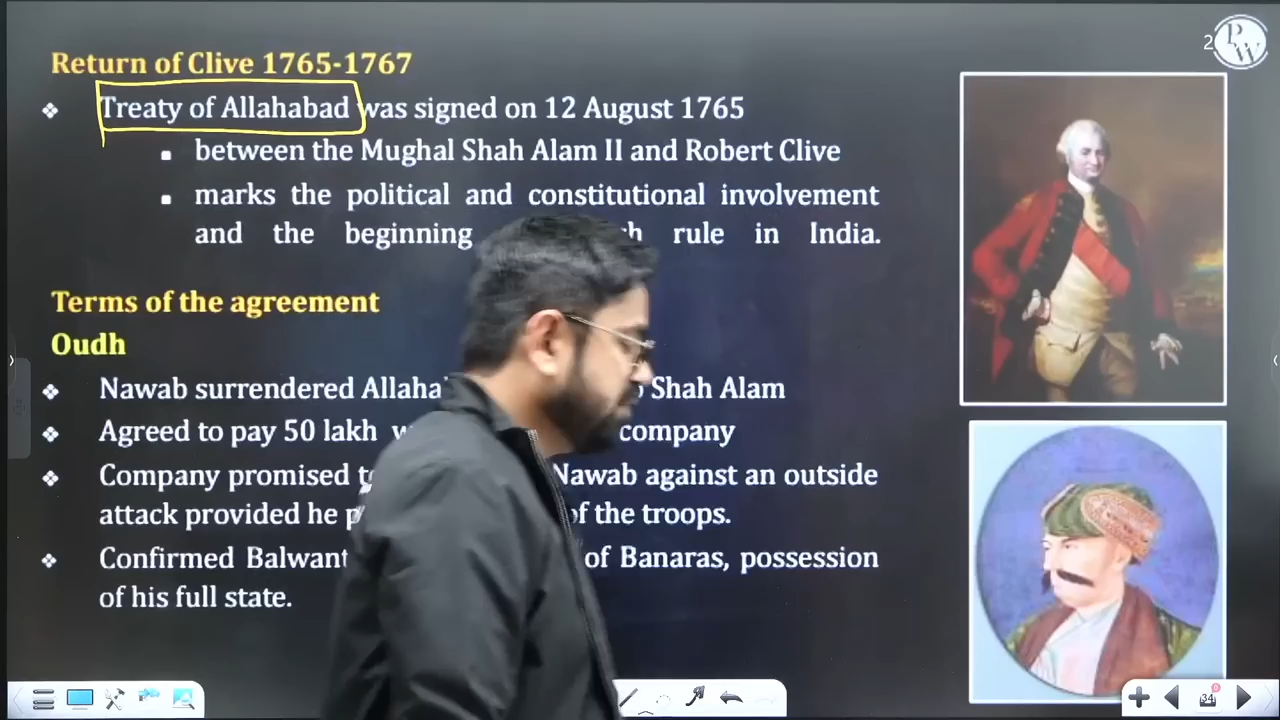 Return of Clive 1765-1767
Treaty of Allahabad was signed on 12 August 1765
between the Mughal Shah Alam II and Robert Clive
marks the political and constitutional involvement
and the beginning rule in India.
Terms of the agreement
Oudh
Nawab surrendered Shah Alam
Agreed to pay 50 lakh company
Company promised Nawab against an outside
attack provided he of the troops.
Confirmed Balwant of Banaras, possession
of his full state.
2
PW
34